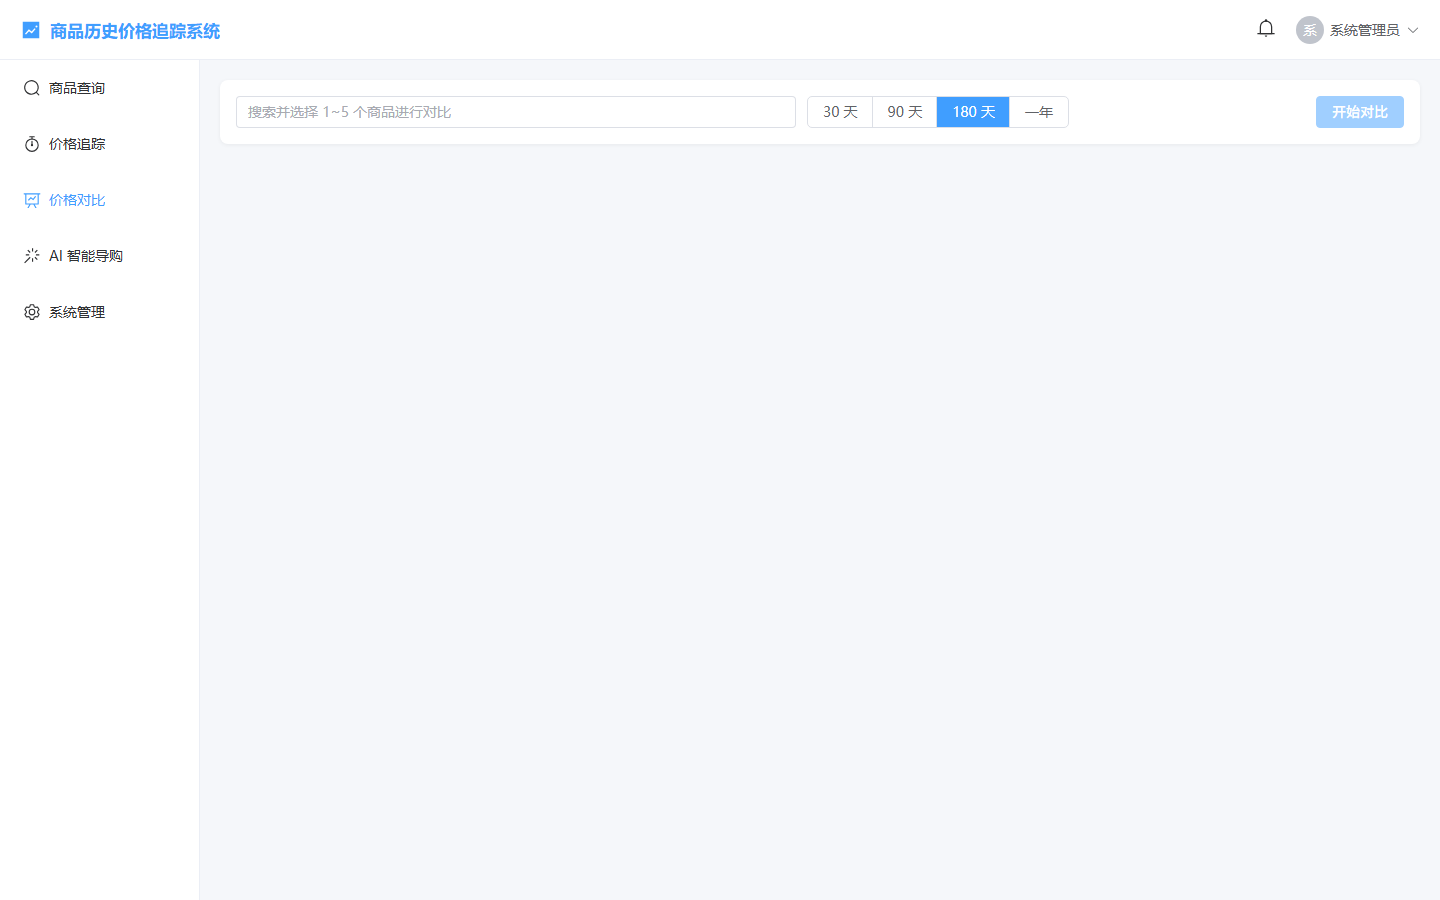 商品历史价格追踪系统
系 系统管理员
商品查询
价格追踪
价格对比
AI 智能导购
系统管理
搜索并选择 1~5 个商品进行对比
30 天 90 天 180 天 一年
开始对比